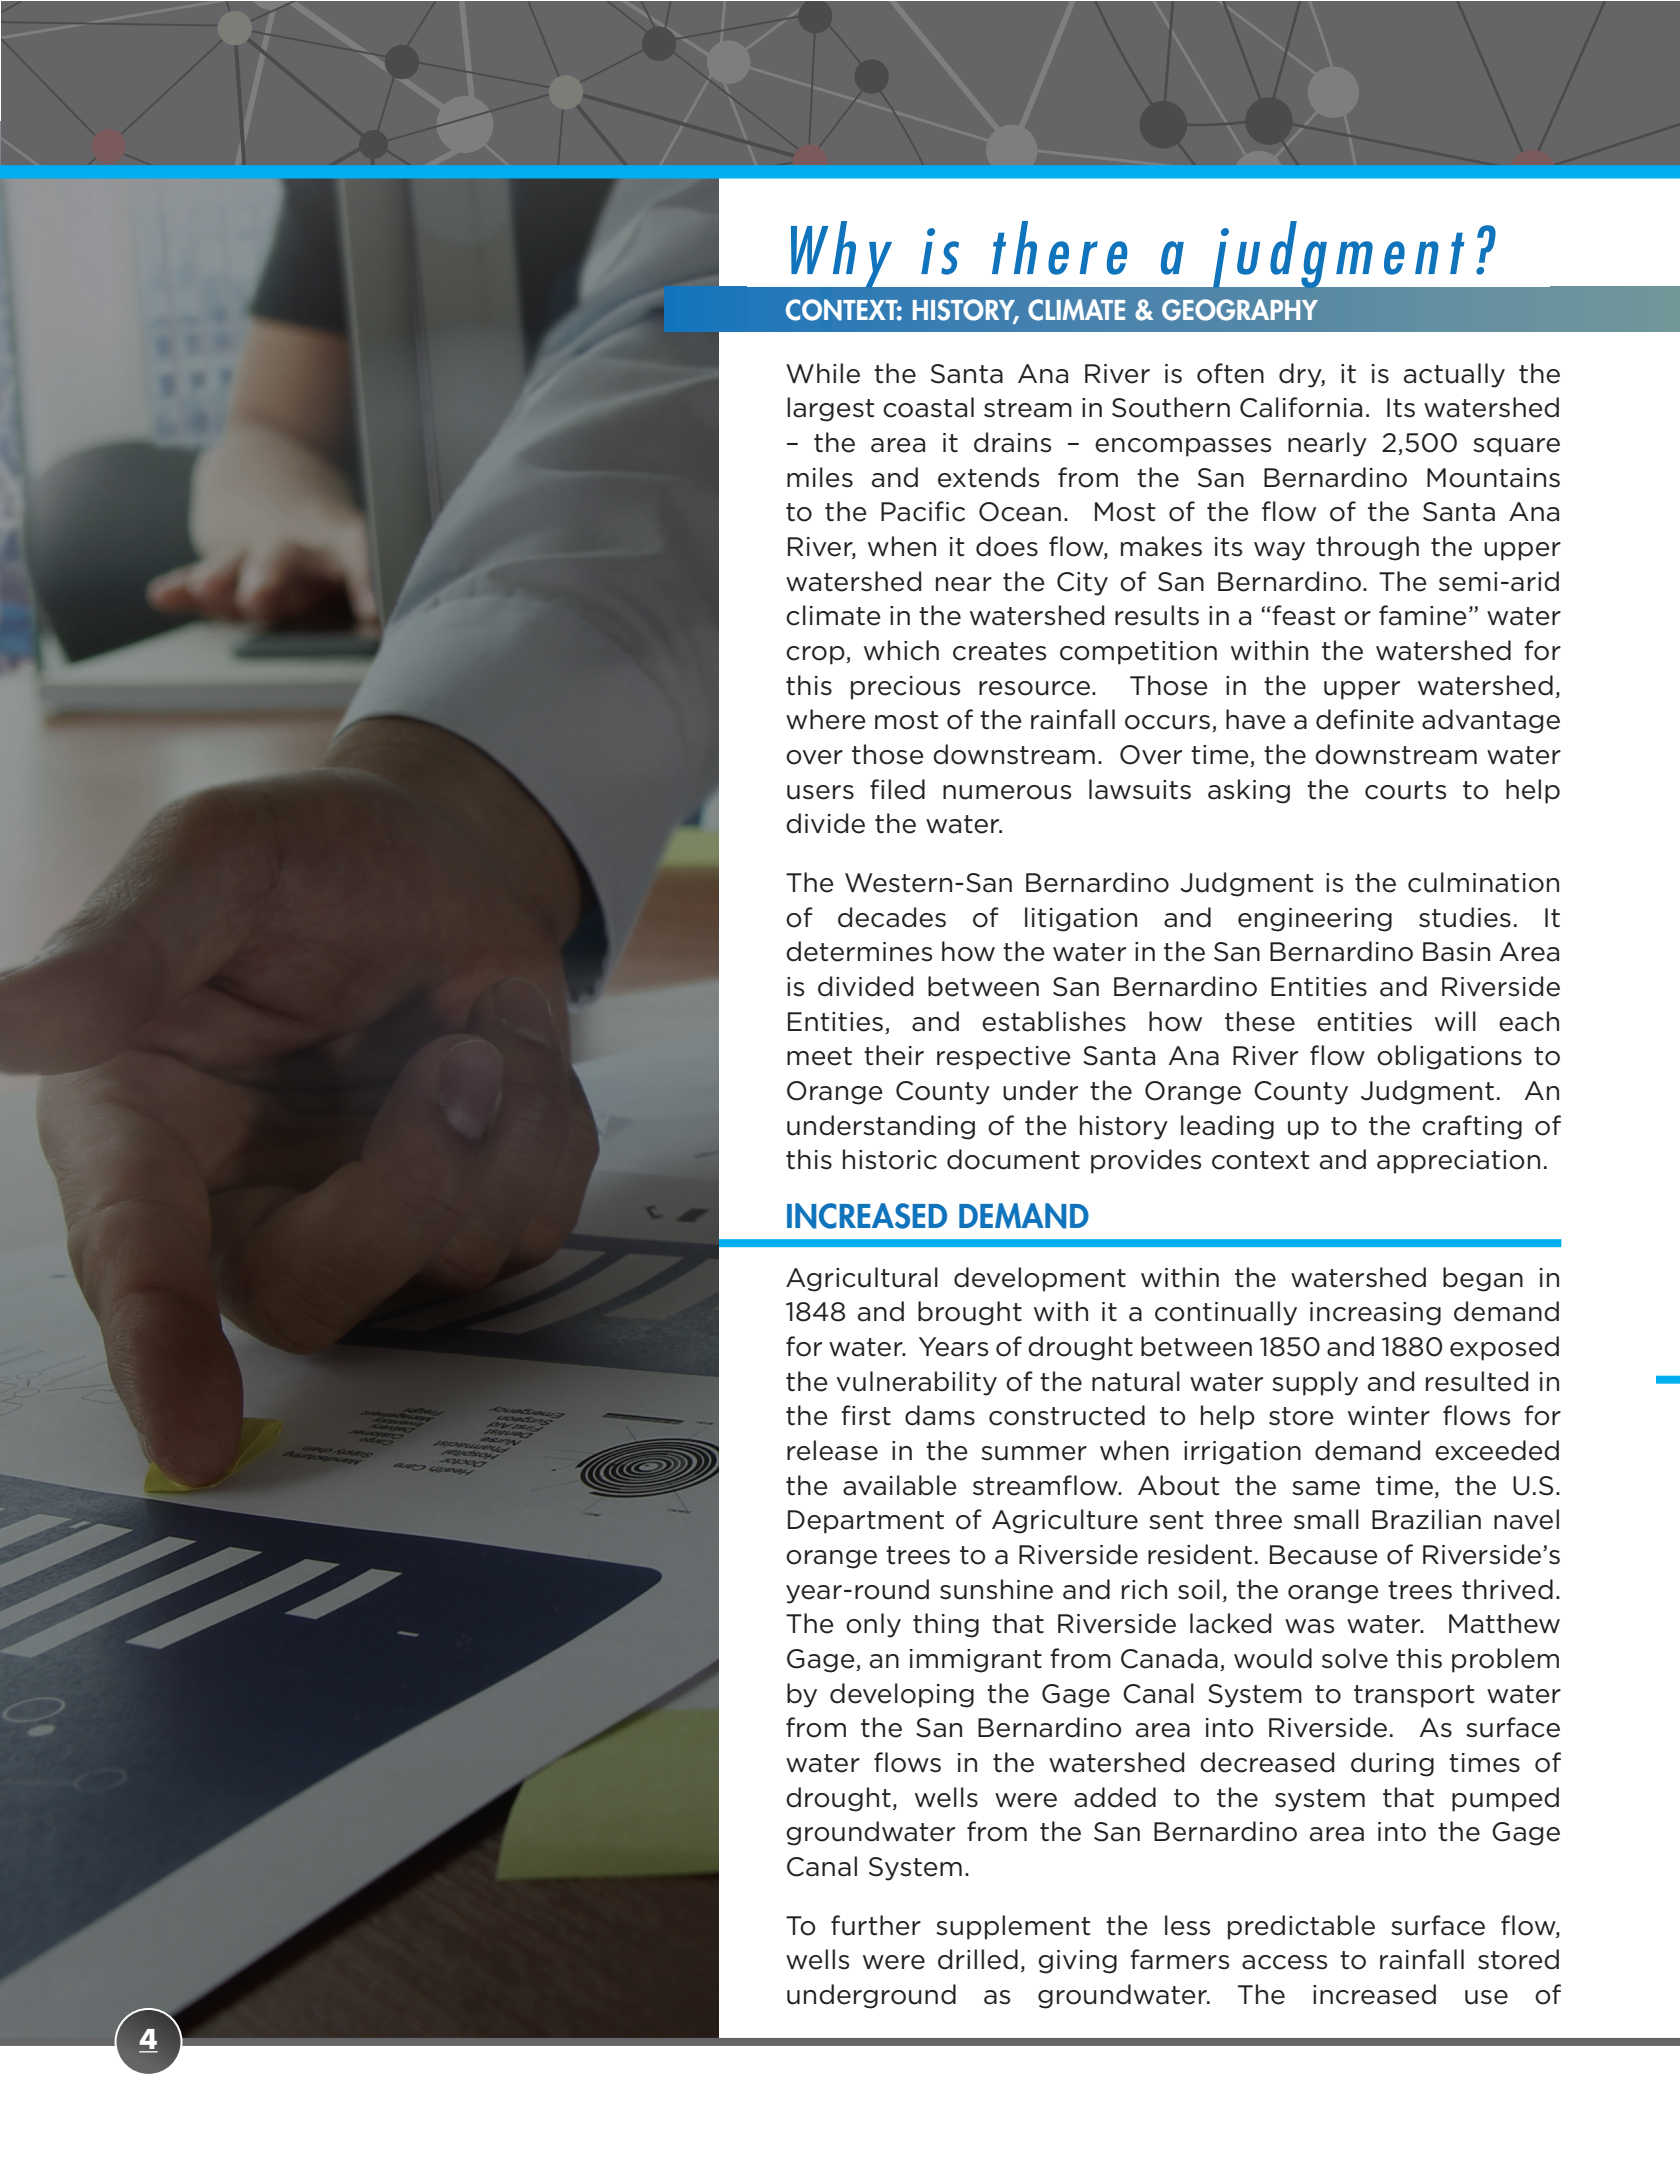 Why is there a judgment?
CONTEXT: HISTORY, CLIMATE & GEOGRAPHY
While the Santa Ana River is often dry, it is actually the
largest coastal stream in Southern California. Its watershed
– the area it drains – encompasses nearly 2,500 square
miles and extends from the San Bernardino Mountains
to the Pacific Ocean. Most of the flow of the Santa Ana
River, when it does flow, makes its way through the upper
watershed near the City of San Bernardino. The semi-arid
climate in the watershed results in a “feast or famine” water
crop, which creates competition within the watershed for
this precious resource. Those in the upper watershed,
where most of the rainfall occurs, have a definite advantage
over those downstream. Over time, the downstream water
users filed numerous lawsuits asking the courts to help
divide the water.
The Western-San Bernardino Judgment is the culmination
of decades of litigation and engineering studies. It
determines how the water in the San Bernardino Basin Area
is divided between San Bernardino Entities and Riverside
Entities, and establishes how these entities will each
meet their respective Santa Ana River flow obligations to
Orange County under the Orange County Judgment. An
understanding of the history leading up to the crafting of
this historic document provides context and appreciation.
INCREASED DEMAND
Agricultural development within the watershed began in
1848 and brought with it a continually increasing demand
for water. Years of drought between 1850 and 1880 exposed
the vulnerability of the natural water supply and resulted in
the first dams constructed to help store winter flows for
release in the summer when irrigation demand exceeded
the available streamflow. About the same time, the U.S.
Department of Agriculture sent three small Brazilian navel
orange trees to a Riverside resident. Because of Riverside’s
year-round sunshine and rich soil, the orange trees thrived.
The only thing that Riverside lacked was water. Matthew
Gage, an immigrant from Canada, would solve this problem
by developing the Gage Canal System to transport water
from the San Bernardino area into Riverside. As surface
water flows in the watershed decreased during times of
drought, wells were added to the system that pumped
groundwater from the San Bernardino area into the Gage
Canal System.
To further supplement the less predictable surface flow,
wells were drilled, giving farmers access to rainfall stored
underground as groundwater. The increased use of
Health Care
Doctor
Hospital
Pharmacist
Nurse
Dentist
First Aid
Surgeon
Emergency
Manufacturing
Supply chain
Cargo
Customer
Delivery
Inventory
Management
Freight
4